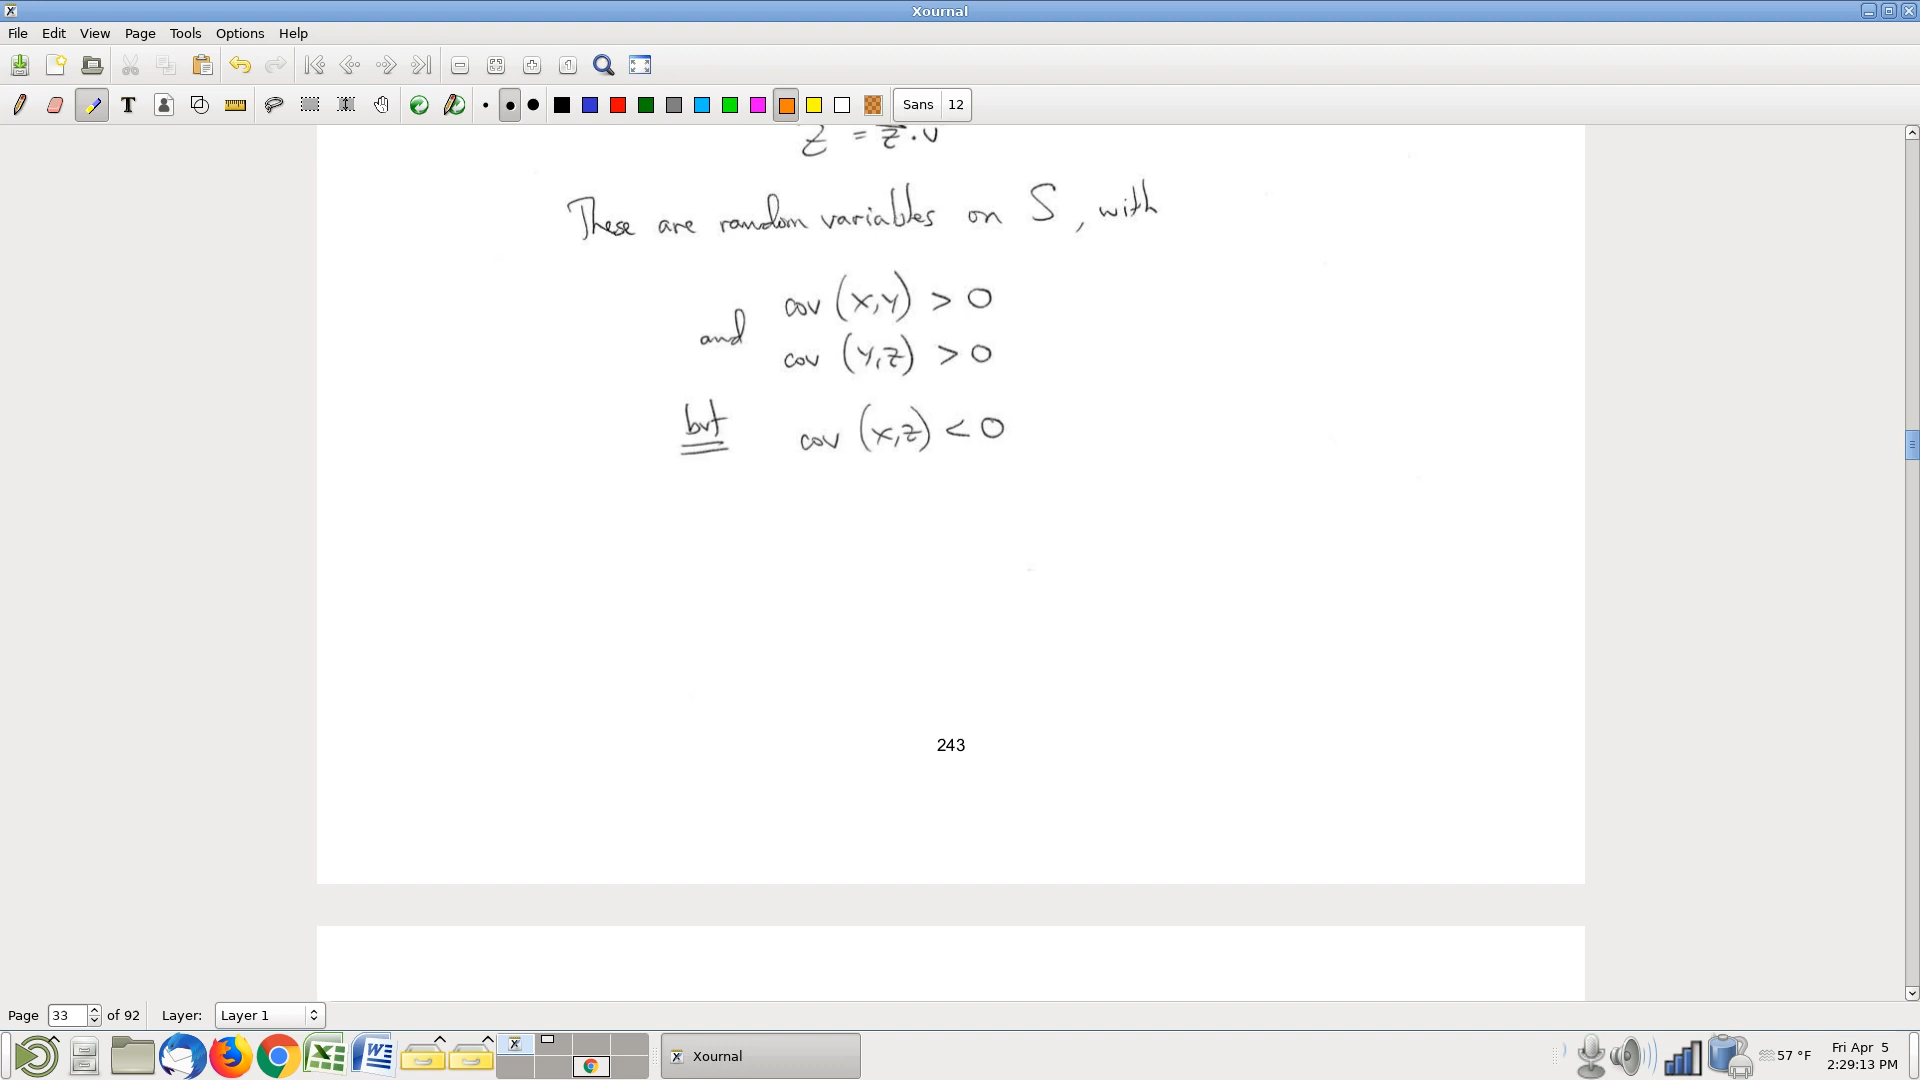 Xournal
File Edit View Page Tools Options Help
T Sans 12
Z = z̅ . v
These are random variables on S, with
cov (X,Y) > 0
and
cov (Y,Z) > 0
but cov (X,Z) < 0
243
Page 33 of 92 Layer: Layer 1
Xournal
57 °F
Fri Apr 5
2:29:13 PM